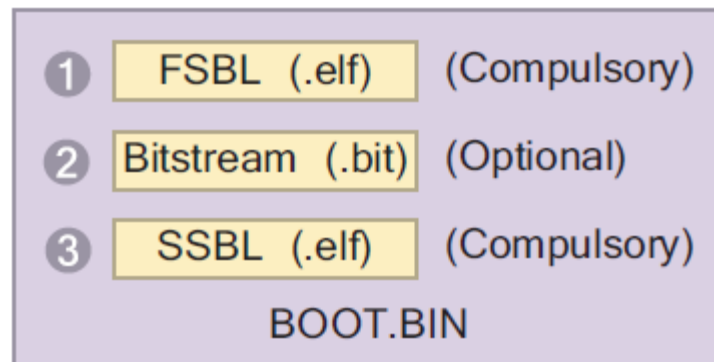 1 FSBL (.elf) (Compulsory)
2 Bitstream (.bit) (Optional)
3 SSBL (.elf) (Compulsory)
BOOT.BIN